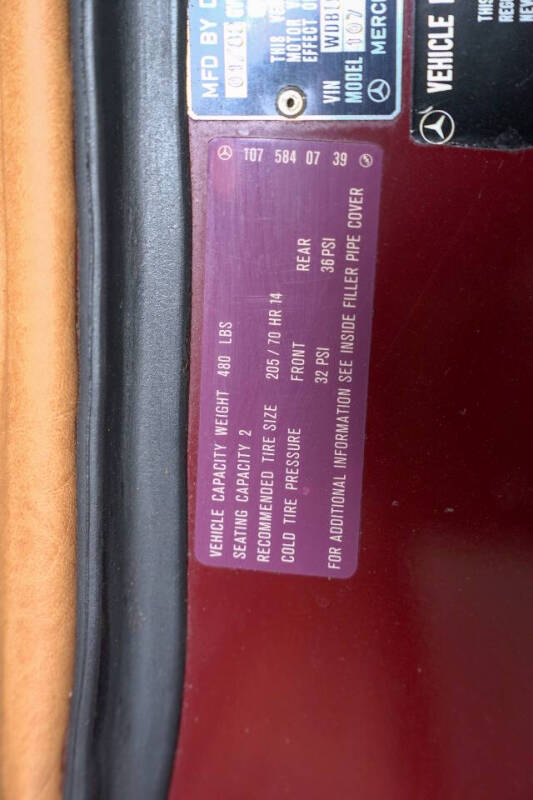 MFD BY
THIS
MOTOR
EFFECT
VIN WDB
MODEL 107
VEHICLE
THIS
107 584 07 39
VEHICLE CAPACITY WEIGHT 480 LBS
SEATING CAPACITY 2
RECOMMENDED TIRE SIZE 205/70 HR 14
FRONT REAR
COLD TIRE PRESSURE 32 PSI 36 PSI
FOR ADDITIONAL INFORMATION SEE INSIDE FILLER PIPE COVER